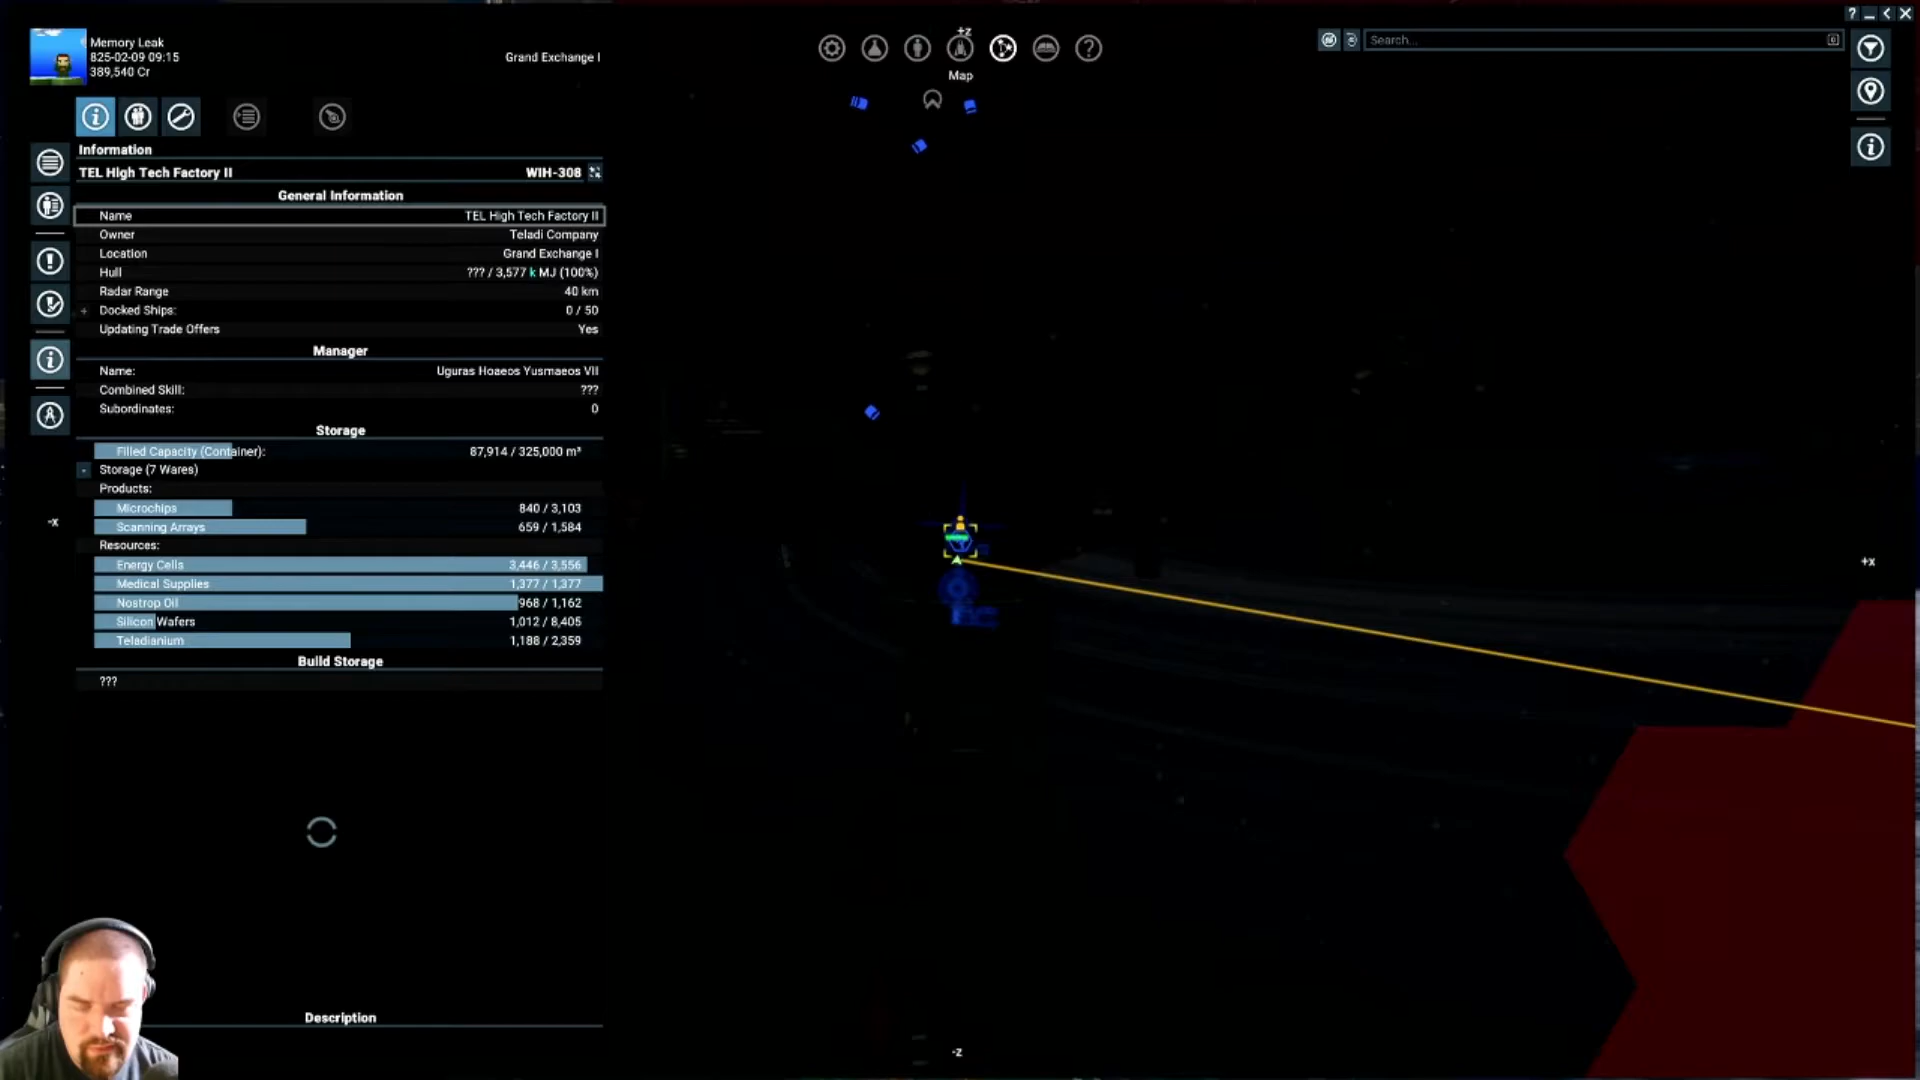 Memory Leak
825-02-09 09:15
389,540 Cr
Grand Exchange I
+z
Map
Search...
Information
TEL High Tech Factory II WIH-308
General Information
Name TEL High Tech Factory II
Owner Teladi Company
Location Grand Exchange I
Hull ??? / 3,577 k MJ (100%)
Radar Range 40 km
+ Docked Ships: 0 / 50
Updating Trade Offers Yes
Manager
Name: Uguras Hoaeos Yusmaeos VII
Combined Skill: ???
Subordinates: 0
Storage
Filled Capacity (Container): 87,914 / 325,000 m³
- Storage (7 Wares)
Products:
Microchips 840 / 3,103
Scanning Arrays 659 / 1,584
Resources:
Energy Cells 3,446 / 3,556
Medical Supplies 1,377 / 1,377
Nostrop Oil 968 / 1,162
Silicon Wafers 1,012 / 8,405
Teladianium 1,188 / 2,359
Build Storage
???
-x
+x
Description
-z